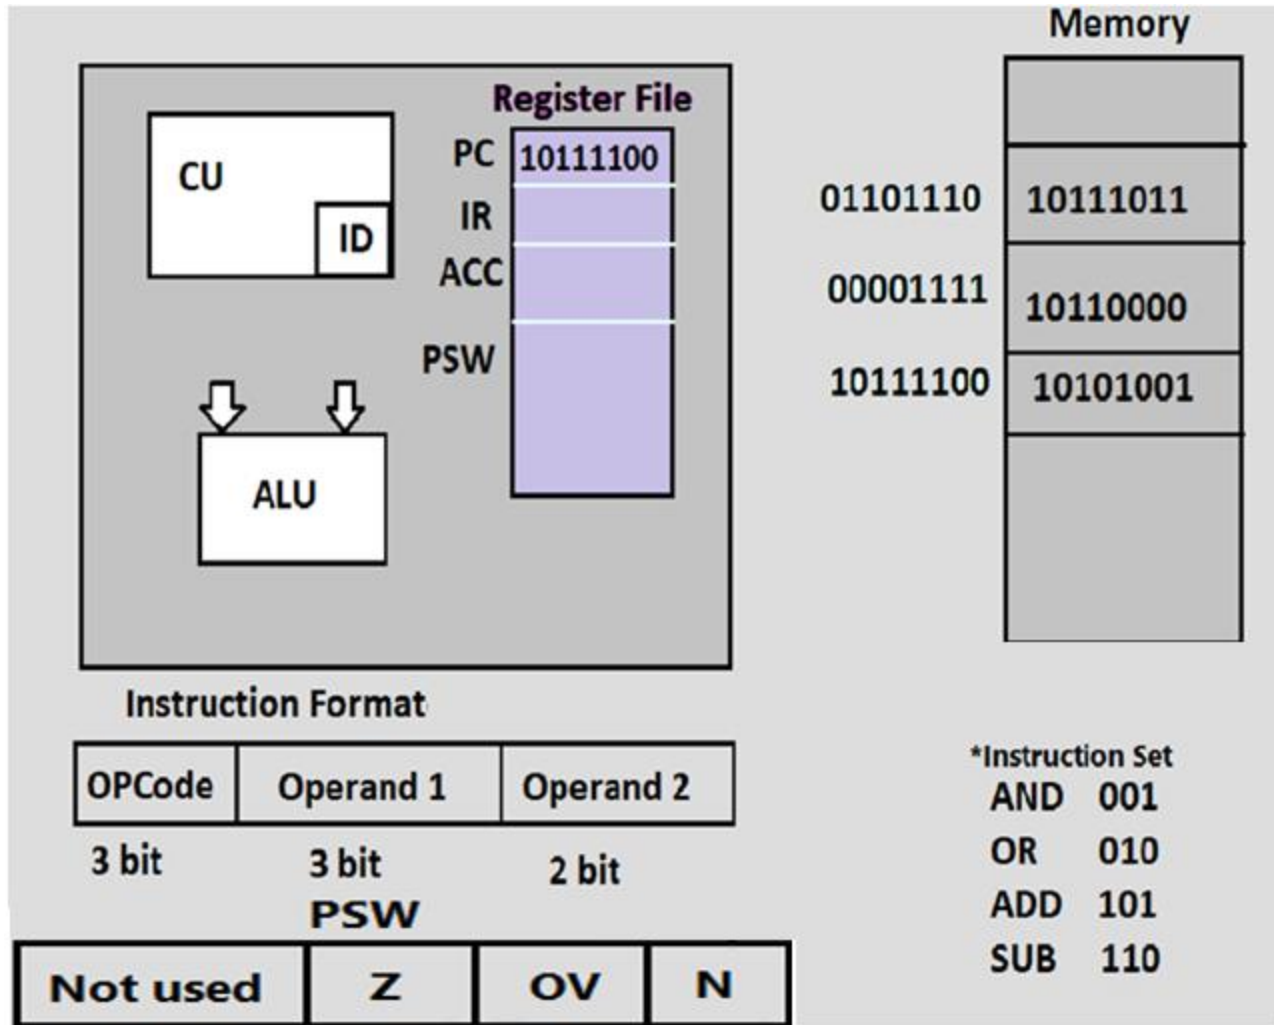 Memory
Register File
CU
ID
PC 10111100
IR
ACC
PSW
ALU
01101110 10111011
00001111 10110000
10111100 10101001
Instruction Format
OPCode Operand 1 Operand 2
3 bit 3 bit 2 bit
PSW
Not used Z OV N
*Instruction Set
AND 001
OR 010
ADD 101
SUB 110